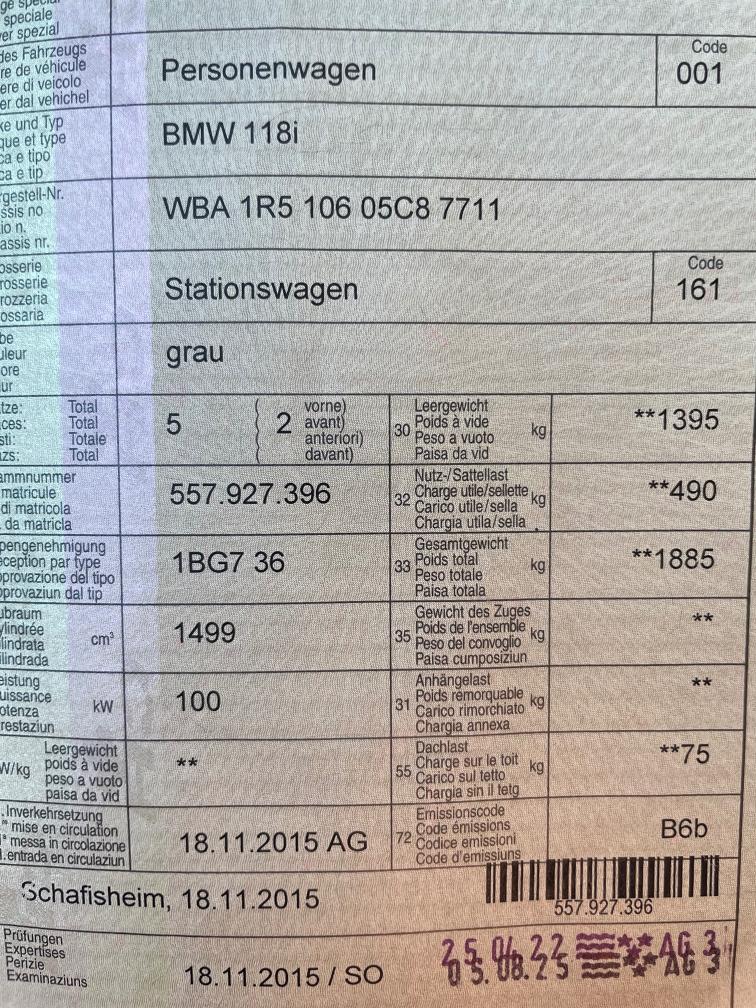 speciale
er spezial
des Fahrzeugs
re de véhicule
ere di veicolo
er dal vehichel
Personenwagen
Code
001
ke und Typ
que et type
ca e tipo
ca e tip
BMW 118i
gestell-Nr.
ssis no
io n.
assis nr.
WBA 1R5 106 05C8 7711
osserie
rosserie
rozzeria
ossaria
Stationswagen
Code
161
be
uleur
ore
ur
grau
tze: Total
ces: Total
sti: Totale
zs: Total
5
( 2 vorne)
avant)
anteriori)
davant)
30 Leergewicht
Poids à vide
Peso a vuoto
Paisa da vid
kg
**1395
ammnummer
matricule
di matricola
da matricla
557.927.396
32 Nutz-/Sattellast
Charge utile/sellette
Carico utile/sella
Chargia utila/sella
kg
**490
pengenehmigung
ception par type
pprovazione del tipo
pprovaziun dal tip
1BG7 36
33 Gesamtgewicht
Poids total
Peso totale
Paisa totala
kg
**1885
ubraum
ylindrée
lindrata
ilindrada
cm³
1499
35 Gewicht des Zuges
Poids de l'ensemble
Peso del convoglio
Paisa cumposiziun
kg
**
eistung
uissance
otenza
restaziun
kW
100
31 Anhängelast
Poids remorquable
Carico rimorchiato
Chargia annexa
kg
**
W/kg
Leergewicht
poids à vide
peso a vuoto
paisa da vid
**
55 Dachlast
Charge sur le toit
Carico sul tetto
Chargia sin il tetg
kg
**75
. Inverkehrsetzung
mise en circulation
messa in circolazione
. entrada en circulaziun
18.11.2015 AG
72 Emissionscode
Code émissions
Codice emissioni
Code d'emissiuns
B6b
Schafisheim, 18.11.2015
557.927.396
Prüfungen
Expertises
Perizie
Examinaziuns
18.11.2015 / SO
25.04.22 AG 3
05.08.25 AG 3